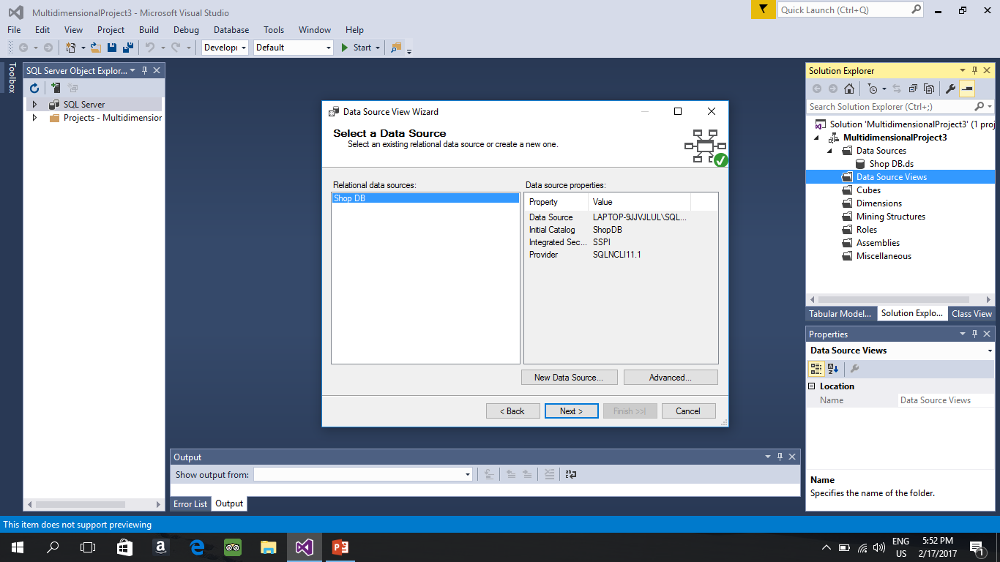 MultidimensionalProject3 - Microsoft Visual Studio
Quick Launch (Ctrl+Q)
File Edit View Project Build Debug Database Tools Window Help
Developı Default Start
Toolbox
SQL Server Object Explor...
SQL Server
Projects - Multidimension
Data Source View Wizard
Select a Data Source
Select an existing relational data source or create a new one.
Relational data sources:
Shop DB
Data source properties:
Property Value
Data Source LAPTOP-9JJVJLUL\SQL...
Initial Catalog ShopDB
Integrated Sec... SSPI
Provider SQLNCLI11.1
New Data Source... Advanced...
< Back Next > Finish >>| Cancel
Solution Explorer
Search Solution Explorer (Ctrl+;)
Solution 'MultidimensionalProject3' (1 proj
MultidimensionalProject3
Data Sources
Shop DB.ds
Data Source Views
Cubes
Dimensions
Mining Structures
Roles
Assemblies
Miscellaneous
Tabular Model... Solution Explo... Class View
Properties
Data Source Views
Location
Name Data Source Views
Name
Specifies the name of the folder.
Output
Show output from:
Error List Output
This item does not support previewing
ENG
US
5:52 PM
2/17/2017
1